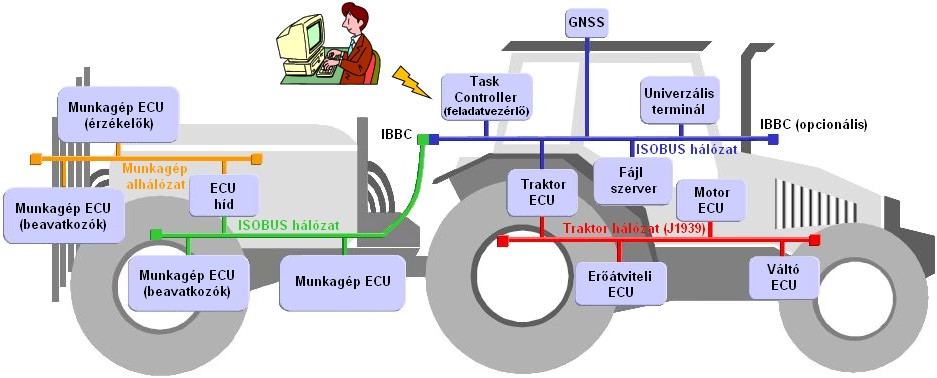 GNSS
Task
Controller
(feladatvezérlő)
Univerzális
terminál
Munkagép ECU
(érzékelők)
IBBC
IBBC (opcionális)
ISOBUS hálózat
Munkagép
alhálózat
ECU
híd
Traktor
ECU
Fájl
szerver
Motor
ECU
Munkagép ECU
(beavatkozók)
ISOBUS hálózat
Traktor hálózat (J1939)
Munkagép ECU
(beavatkozók)
Munkagép ECU
Erőátviteli
ECU
Váltó
ECU